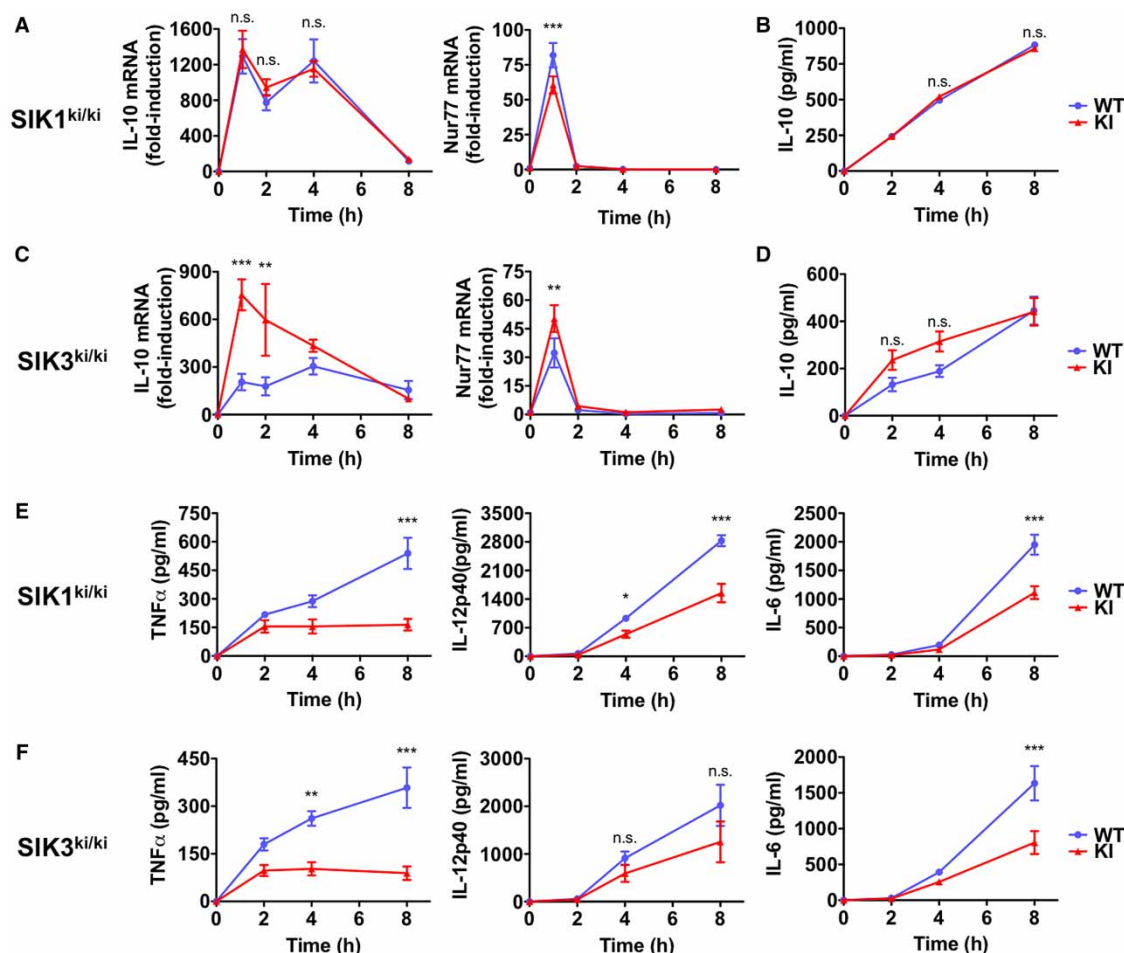 A
SIK1ki/ki
IL-10 mRNA
(fold-induction)
1600
1200
800
400
0
n.s.
n.s.
n.s.
0 2 4 6 8
Time (h)
Nur77 mRNA
(fold-induction)
100
75
50
25
0
***
0 2 4 6 8
Time (h)
B
IL-10 (pg/ml)
1000
750
500
250
0
n.s.
n.s.
0 2 4 6 8
Time (h)
WT
KI
C
SIK3ki/ki
IL-10 mRNA
(fold-induction)
900
600
300
0
***
**
0 2 4 6 8
Time (h)
Nur77 mRNA
(fold-induction)
75
60
45
30
15
0
**
0 2 4 6 8
Time (h)
D
IL-10 (pg/ml)
600
400
200
0
n.s.
n.s.
0 2 4 6 8
Time (h)
WT
KI
E
SIK1ki/ki
TNFα (pg/ml)
750
600
450
300
150
0
***
0 2 4 6 8
Time (h)
IL-12p40(pg/ml)
3500
2800
2100
1400
700
0
*
***
0 2 4 6 8
Time (h)
IL-6 (pg/ml)
2500
2000
1500
1000
500
0
***
0 2 4 6 8
Time (h)
WT
KI
F
SIK3ki/ki
TNFα (pg/ml)
450
300
150
0
**
***
0 2 4 6 8
Time (h)
IL-12p40 (pg/ml)
3000
2000
1000
0
n.s.
n.s.
0 2 4 6 8
Time (h)
IL-6 (pg/ml)
2000
1500
1000
500
0
***
0 2 4 6 8
Time (h)
WT
KI